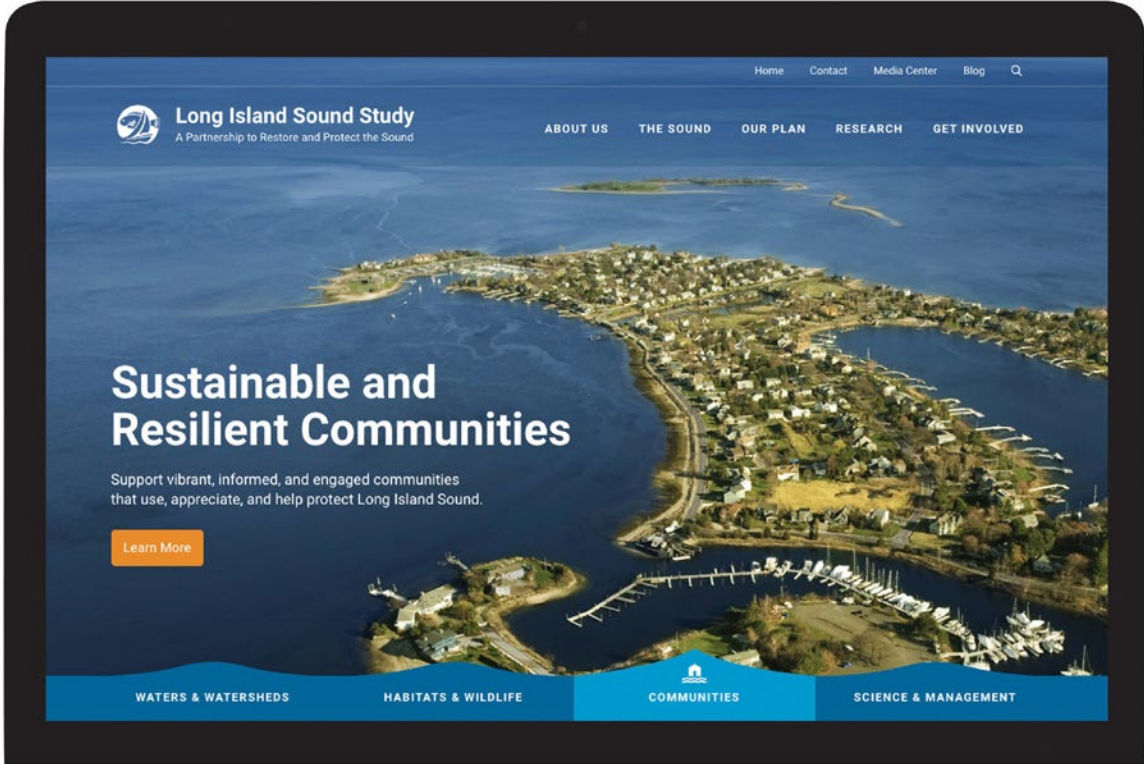 Home Contact Media Center Blog
Long Island Sound Study
A Partnership to Restore and Protect the Sound
ABOUT US THE SOUND OUR PLAN RESEARCH GET INVOLVED
Sustainable and
Resilient Communities
Support vibrant, informed, and engaged communities
that use, appreciate, and help protect Long Island Sound.
Learn More
WATERS & WATERSHEDS HABITATS & WILDLIFE COMMUNITIES SCIENCE & MANAGEMENT